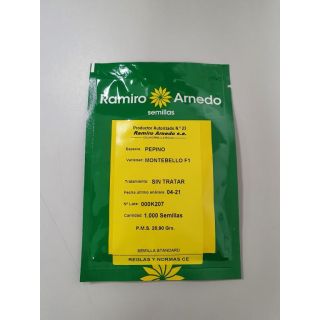 Ramiro Arnedo
semillas
Productor Autorizado N.º 23
Ramiro Arnedo s.a.
Especie: PEPINO
Variedad: MONTEBELLO F1
Tratamiento: SIN TRATAR
Fecha último análisis: 04-21
Nº Lote: 000K207
Cantidad: 1.000 Semillas
P.M.S. 28,90 Grs.
SEMILLA STANDARD
REGLAS Y NORMAS CE